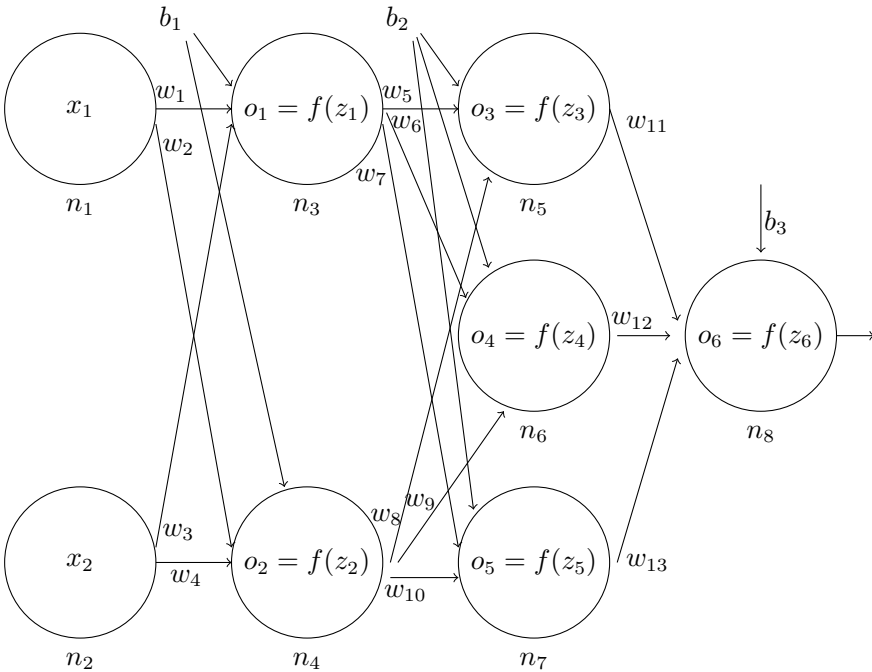 b₁
b₂
x₁
w₁
w₂
o₁ = f(z₁)
w₅
w₆
w₇
o₃ = f(z₃)
w₁₁
n₁
n₃
n₅
b₃
o₄ = f(z₄)
w₁₂
o₆ = f(z₆)
n₆
n₈
x₂
w₃
w₄
o₂ = f(z₂)
w₈
w₉
w₁₀
o₅ = f(z₅)
w₁₃
n₂
n₄
n₇